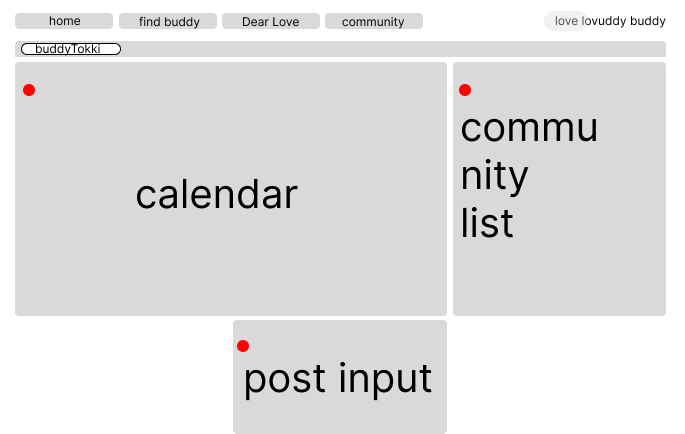 home
find buddy
Dear Love
community
love lovuddy buddy
buddyTokki
calendar
commu
nity
list
post input